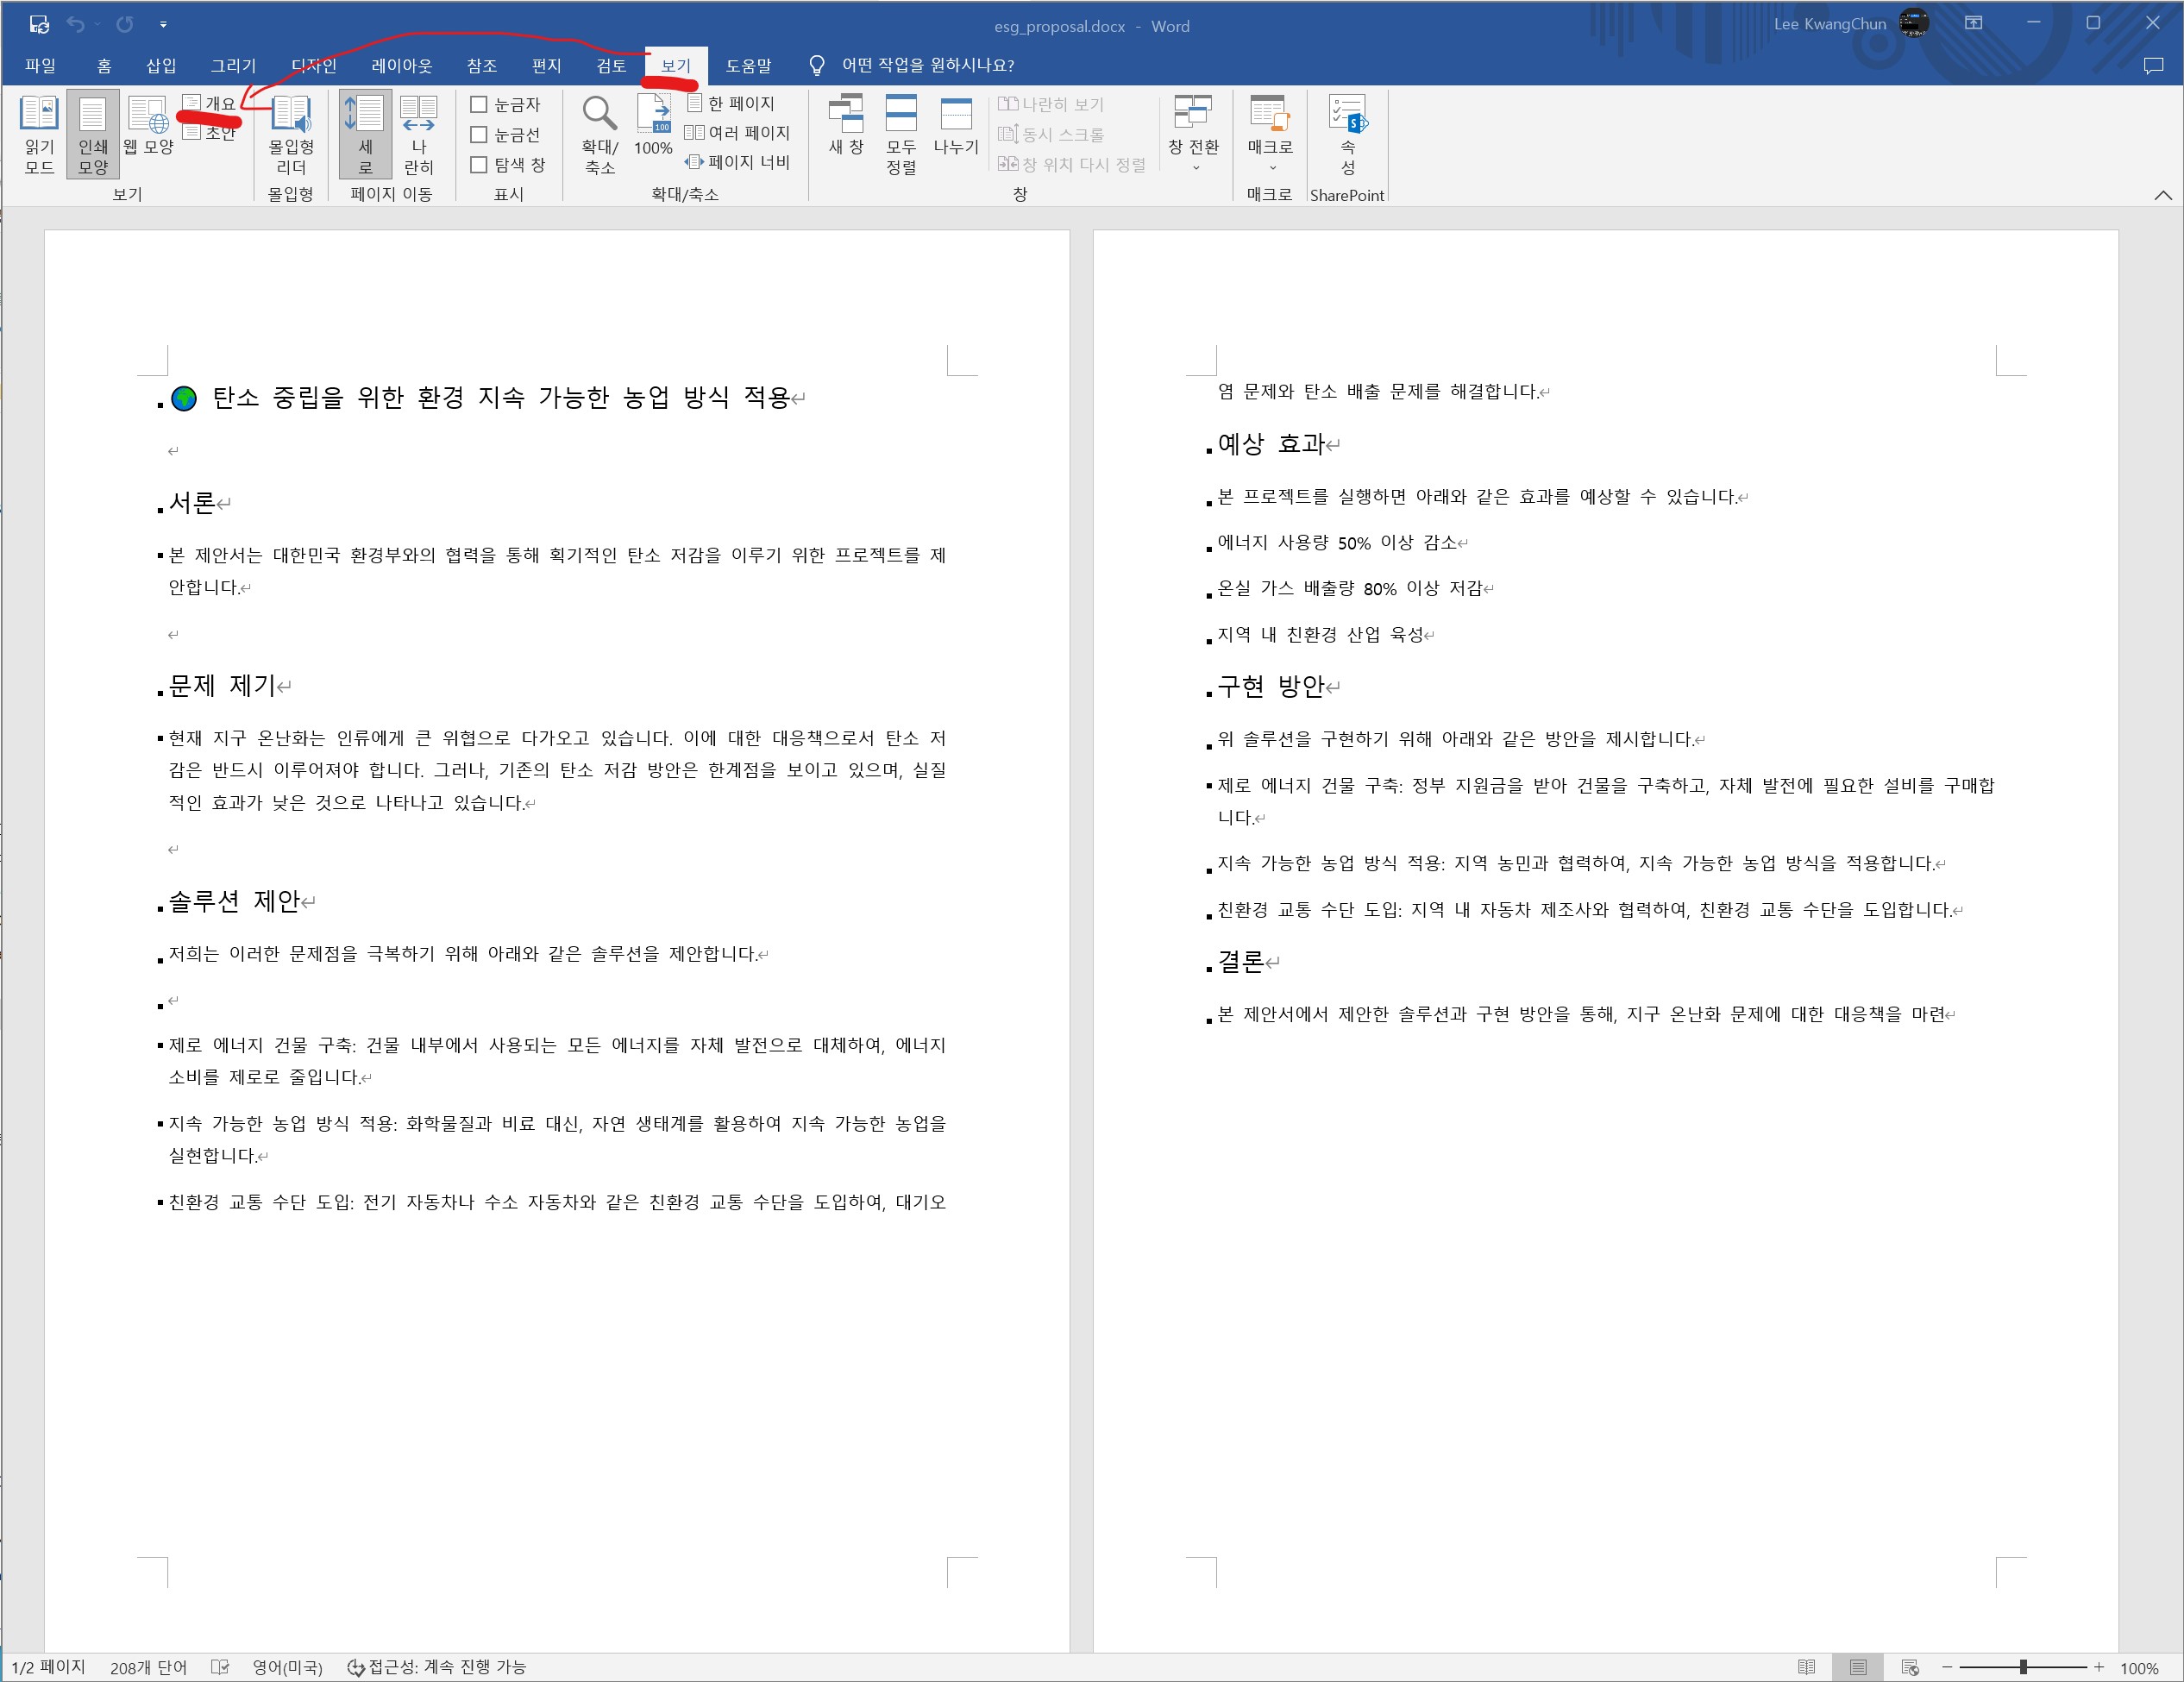 esg_proposal.docx - Word
Lee KwangChun
파일 홈 삽입 그리기 디자인 레이아웃 참조 편지 검토 보기 도움말 어떤 작업을 원하시나요?
읽기 모드
인쇄 모양
웹 모양
개요
초안
보기
몰입형 리더
몰입형
세로
나란히
페이지 이동
눈금자
눈금선
탐색 창
표시
확대/축소
100
100%
한 페이지
여러 페이지
페이지 너비
확대/축소
새 창
모두 정렬
나누기
나란히 보기
동시 스크롤
창 위치 다시 정렬
창 전환
창
매크로
매크로
속성
SharePoint
탄소 중립을 위한 환경 지속 가능한 농업 방식 적용
서론
본 제안서는 대한민국 환경부와의 협력을 통해 획기적인 탄소 저감을 이루기 위한 프로젝트를 제
안합니다.
문제 제기
현재 지구 온난화는 인류에게 큰 위협으로 다가오고 있습니다. 이에 대한 대응책으로서 탄소 저
감은 반드시 이루어져야 합니다. 그러나, 기존의 탄소 저감 방안은 한계점을 보이고 있으며, 실질
적인 효과가 낮은 것으로 나타나고 있습니다.
솔루션 제안
저희는 이러한 문제점을 극복하기 위해 아래와 같은 솔루션을 제안합니다.
제로 에너지 건물 구축: 건물 내부에서 사용되는 모든 에너지를 자체 발전으로 대체하여, 에너지
소비를 제로로 줄입니다.
지속 가능한 농업 방식 적용: 화학물질과 비료 대신, 자연 생태계를 활용하여 지속 가능한 농업을
실현합니다.
친환경 교통 수단 도입: 전기 자동차나 수소 자동차와 같은 친환경 교통 수단을 도입하여, 대기오
염 문제와 탄소 배출 문제를 해결합니다.
예상 효과
본 프로젝트를 실행하면 아래와 같은 효과를 예상할 수 있습니다.
에너지 사용량 50% 이상 감소
온실 가스 배출량 80% 이상 저감
지역 내 친환경 산업 육성
구현 방안
위 솔루션을 구현하기 위해 아래와 같은 방안을 제시합니다.
제로 에너지 건물 구축: 정부 지원금을 받아 건물을 구축하고, 자체 발전에 필요한 설비를 구매합
니다.
지속 가능한 농업 방식 적용: 지역 농민과 협력하여, 지속 가능한 농업 방식을 적용합니다.
친환경 교통 수단 도입: 지역 내 자동차 제조사와 협력하여, 친환경 교통 수단을 도입합니다.
결론
본 제안서에서 제안한 솔루션과 구현 방안을 통해, 지구 온난화 문제에 대한 대응책을 마련
1/2 페이지 208개 단어 영어(미국) 접근성: 계속 진행 가능 100%